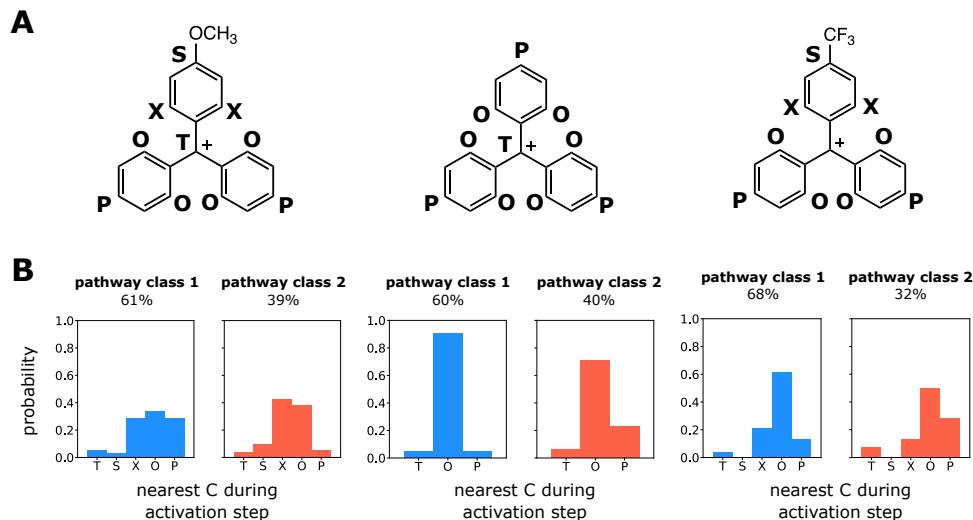 A
OCH3
S
X X
T +
O O
P P
O O
P
O O
T +
O O
P P
O O
CF3
S
X X
+
O O
P P
O O
B
pathway class 1
61%
pathway class 2
39%
pathway class 1
60%
pathway class 2
40%
pathway class 1
68%
pathway class 2
32%
probability
1.0
0.8
0.6
0.4
0.2
0.0
T S X O P
T S X O P
nearest C during
activation step
1.0
0.8
0.6
0.4
0.2
0.0
T O P
T O P
nearest C during
activation step
1.0
0.8
0.6
0.4
0.2
0.0
T S X O P
T S X O P
nearest C during
activation step